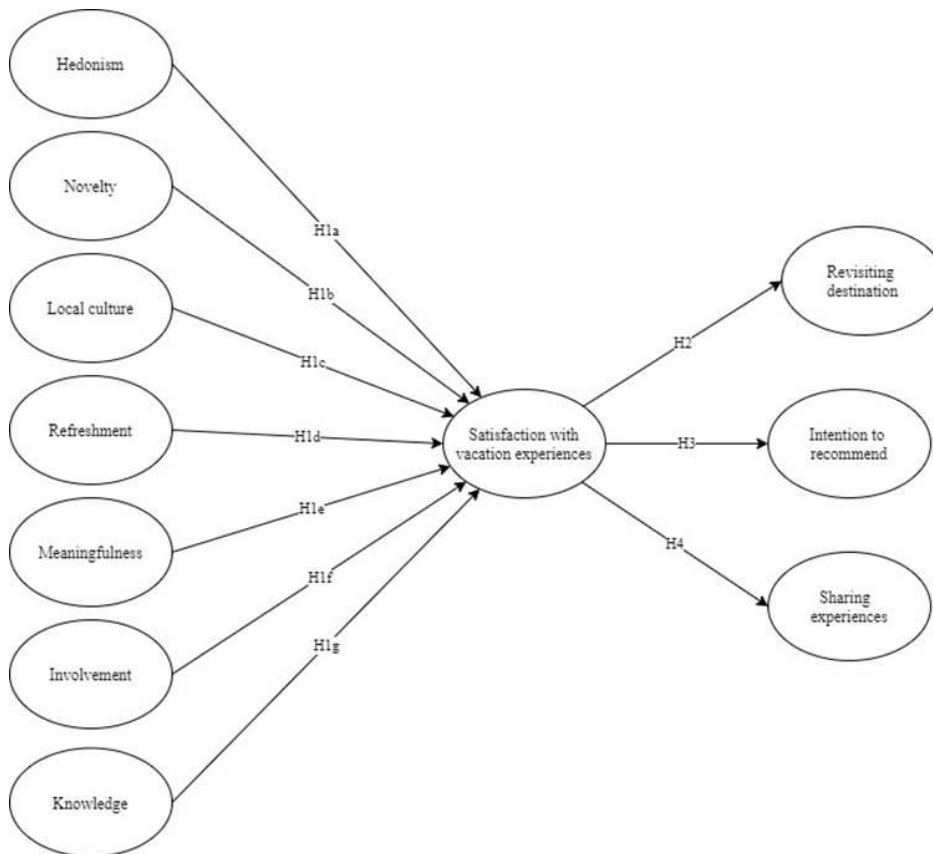 Hedonism
Novelty
Local culture
Refreshment
Meaningfulness
Involvement
Knowledge
H1a
H1b
H1c
H1d
H1e
H1f
H1g
Satisfaction with
vacation experiences
H2
H3
H4
Revisiting
destination
Intention to
recommend
Sharing
experiences